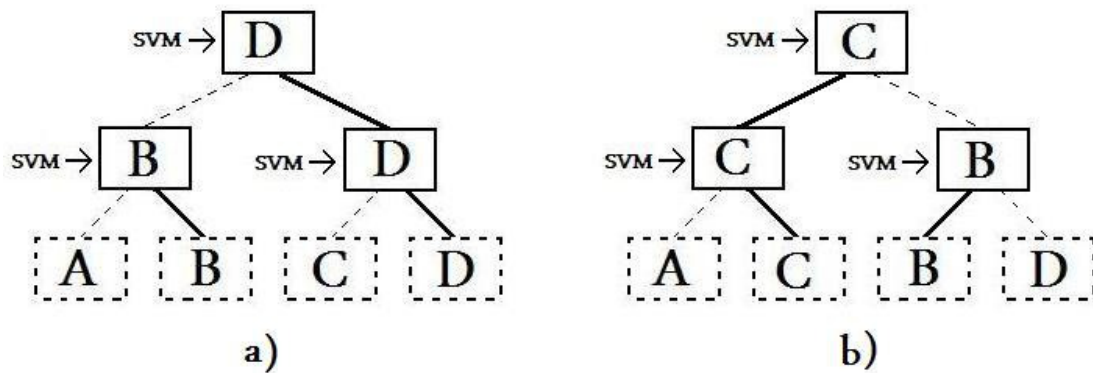 SVM → D
SVM → B
SVM → D
A B C D
a)
SVM → C
SVM → C
SVM → B
A C B D
b)